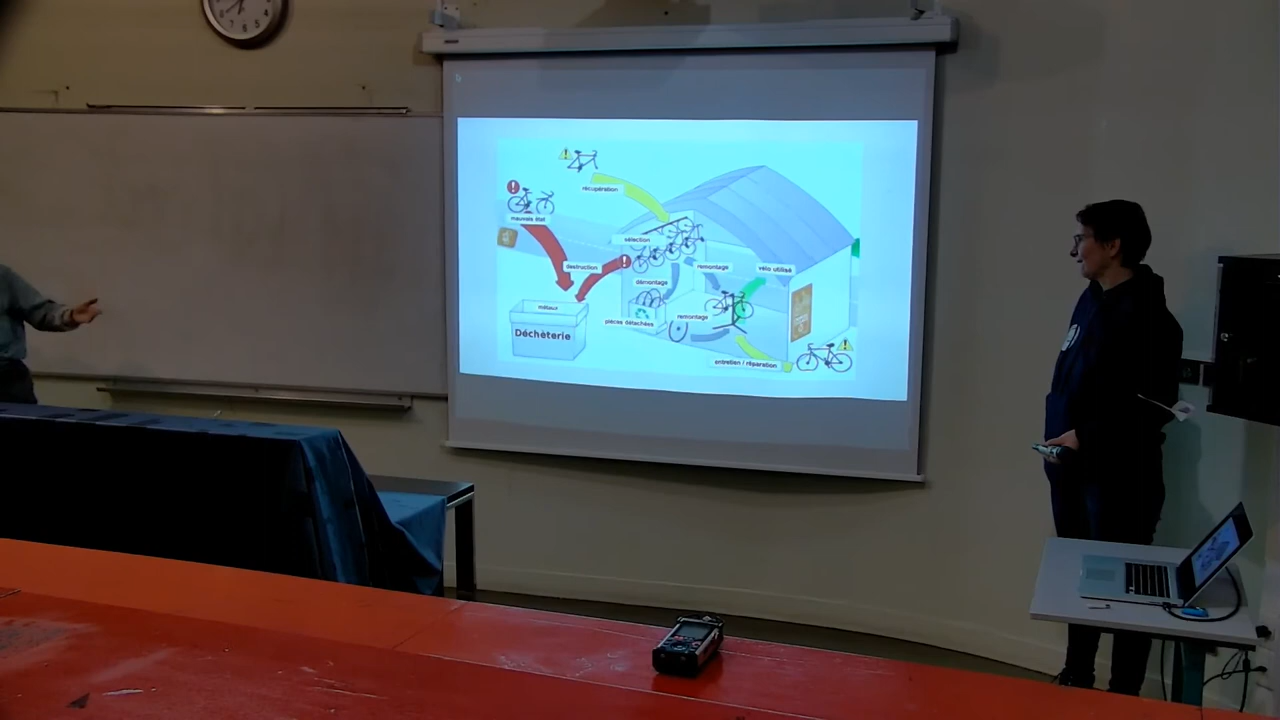 récupération
mauvais état
sélection
destruction
remontage
vélo utilisé
démontage
métaux
Déchèterie
pièces détachées
remontage
entretien / réparation